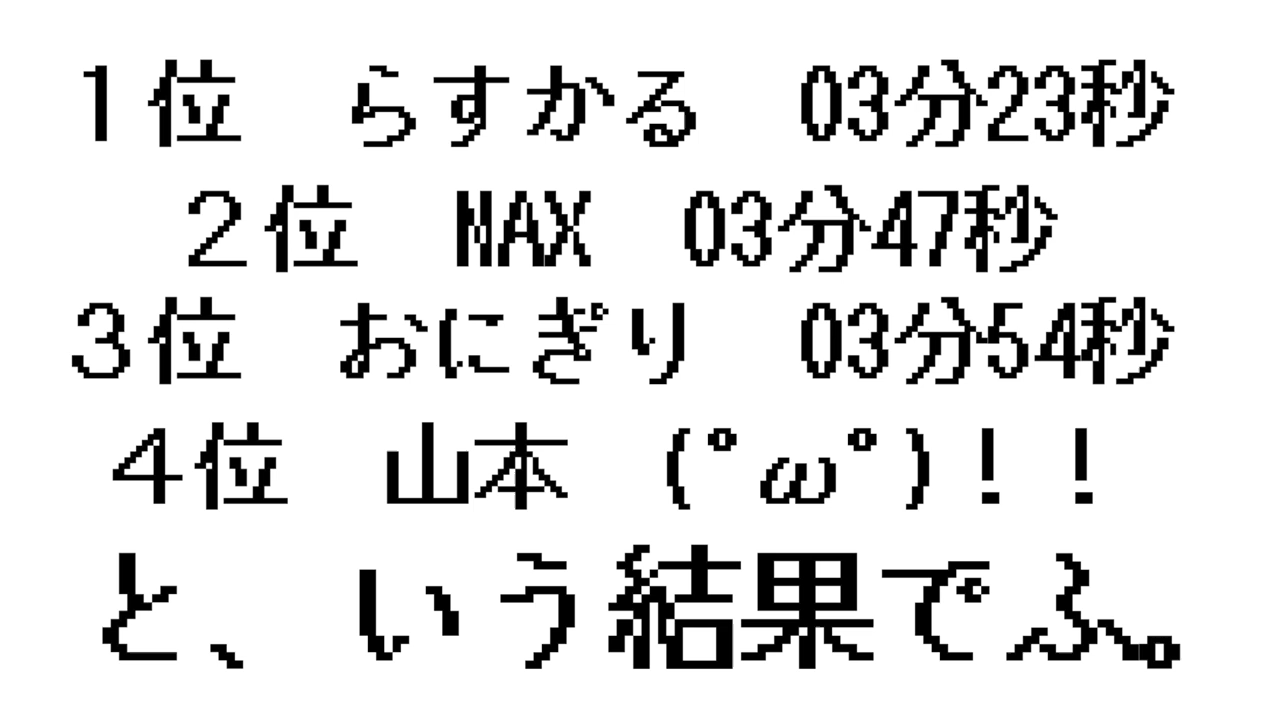 １位　らすかる　03分23秒
２位　MAX　03分47秒
３位　おにぎり　03分54秒
４位　山本　(ﾟωﾟ)！！
と、いう結果でふ。